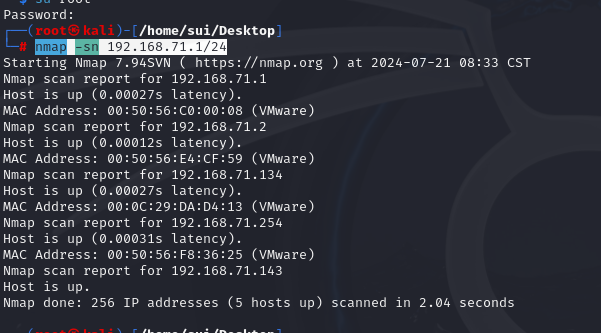 su root
Password:
┌──(root㉿kali)-[/home/sui/Desktop]
└─# nmap -sn 192.168.71.1/24
Starting Nmap 7.94SVN ( https://nmap.org ) at 2024-07-21 08:33 CST
Nmap scan report for 192.168.71.1
Host is up (0.00027s latency).
MAC Address: 00:50:56:C0:00:08 (VMware)
Nmap scan report for 192.168.71.2
Host is up (0.00012s latency).
MAC Address: 00:50:56:E4:CF:59 (VMware)
Nmap scan report for 192.168.71.134
Host is up (0.00027s latency).
MAC Address: 00:0C:29:DA:D4:13 (VMware)
Nmap scan report for 192.168.71.254
Host is up (0.00031s latency).
MAC Address: 00:50:56:F8:36:25 (VMware)
Nmap scan report for 192.168.71.143
Host is up.
Nmap done: 256 IP addresses (5 hosts up) scanned in 2.04 seconds
┌──(root㉿kali)-[/home/sui/Desktop]